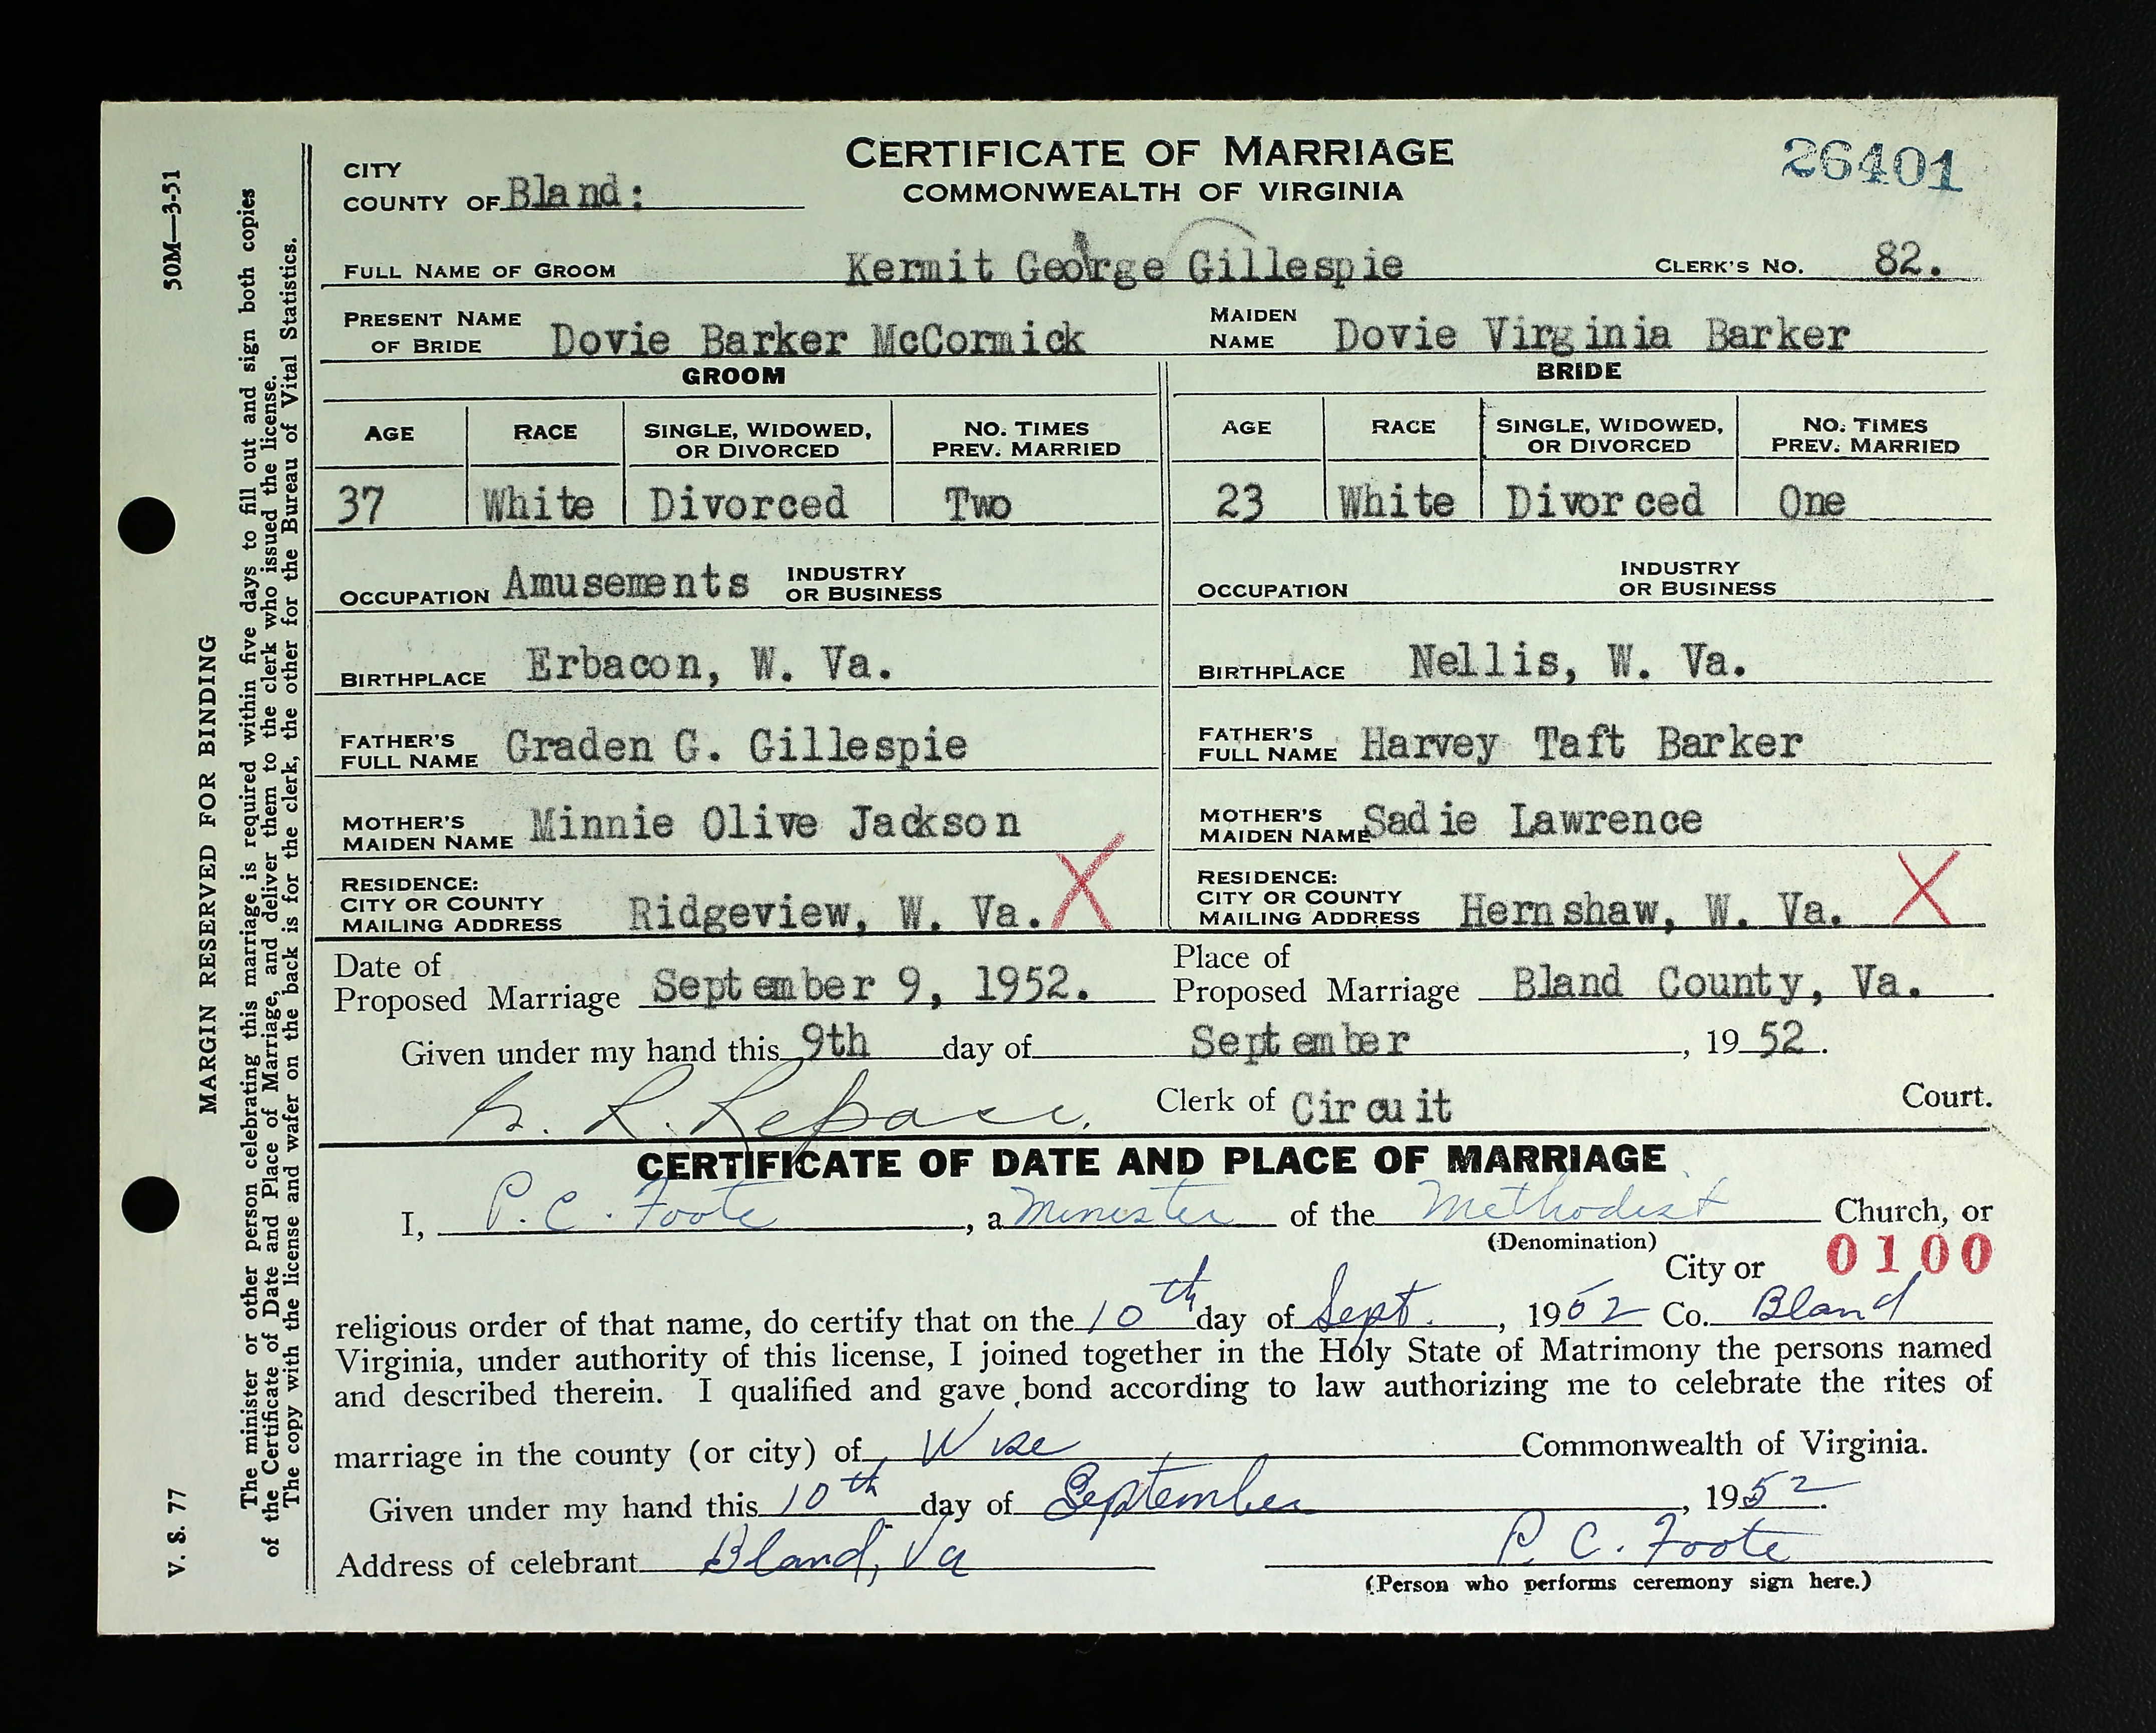 CERTIFICATE OF MARRIAGE
COMMONWEALTH OF VIRGINIA
26401
CITY
COUNTY OF Bland:
FULL NAME OF GROOM Kermit George Gillespie CLERK'S NO. 82.
PRESENT NAME OF BRIDE Dovie Barker McCormick MAIDEN NAME Dovie Virginia Barker
GROOM BRIDE
AGE RACE SINGLE, WIDOWED, OR DIVORCED NO. TIMES PREV. MARRIED AGE RACE SINGLE, WIDOWED, OR DIVORCED NO. TIMES PREV. MARRIED
37 White Divorced Two 23 White Divorced One
OCCUPATION Amusements INDUSTRY OR BUSINESS OCCUPATION INDUSTRY OR BUSINESS
BIRTHPLACE Erbacon, W. Va. BIRTHPLACE Nellis, W. Va.
FATHER'S FULL NAME Graden G. Gillespie FATHER'S FULL NAME Harvey Taft Barker
MOTHER'S MAIDEN NAME Minnie Olive Jackson MOTHER'S MAIDEN NAME Sadie Lawrence
RESIDENCE: CITY OR COUNTY MAILING ADDRESS Ridgeview, W. Va. X RESIDENCE: CITY OR COUNTY MAILING ADDRESS Hernshaw, W. Va. X
Date of Proposed Marriage September 9, 1952. Place of Proposed Marriage Bland County, Va.
Given under my hand this 9th day of September, 1952.
R. Repass. Clerk of Circuit Court.
CERTIFICATE OF DATE AND PLACE OF MARRIAGE
I, P. C. Foote, a Minister of the Methodist Church, or
(Denomination)
City or 0100
religious order of that name, do certify that on the 10th day of Sept., 1952 Co. Bland
Virginia, under authority of this license, I joined together in the Holy State of Matrimony the persons named
and described therein. I qualified and gave bond according to law authorizing me to celebrate the rites of
marriage in the county (or city) of Wise Commonwealth of Virginia.
Given under my hand this 10th day of September, 1952.
Address of celebrant Bland, Va P. C. Foote
(Person who performs ceremony sign here.)
50M—3-51
MARGIN RESERVED FOR BINDING
V. S. 77
The minister or other person celebrating this marriage is required within five days to fill out and sign both copies
of the Certificate of Date and Place of Marriage, and deliver them to the clerk who issued the license.
The copy with the license and wafer on the back is for the clerk, the other for the Bureau of Vital Statistics.